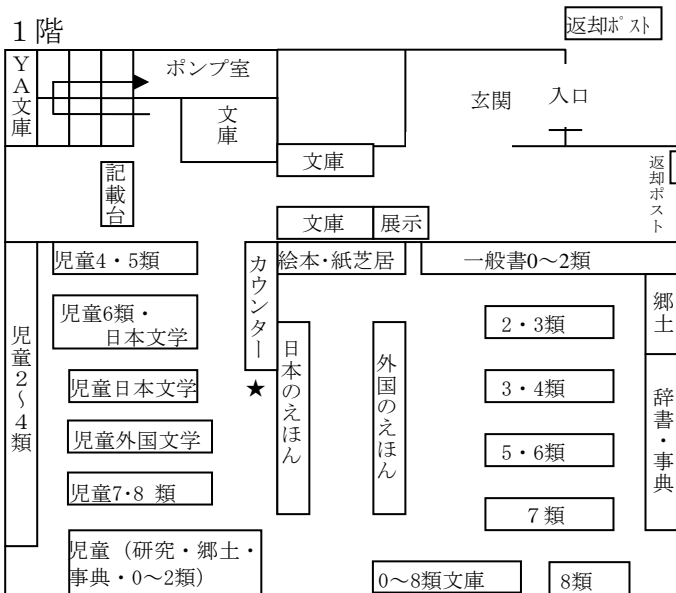 1階
返却ポスト
YA文庫
ポンプ室
文庫
玄関
入口
文庫
返却ポスト
記載台
文庫
展示
児童4・5類
カウンター
絵本・紙芝居
一般書0～2類
児童6類・
日本文学
児童2～4類
日本のえほん
外国のえほん
2・3類
郷土
児童日本文学
★
3・4類
辞書・事典
児童外国文学
5・6類
児童7・8 類
7類
児童（研究・郷土・
事典・0～2類）
0～8類文庫
8類